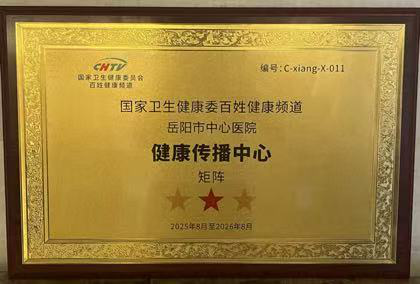 CHTV
国家卫生健康委员会
百姓健康频道
编号：C-xiang-X-011
国家卫生健康委百姓健康频道
岳阳市中心医院
健康传播中心
矩阵
2025年8月至2026年8月